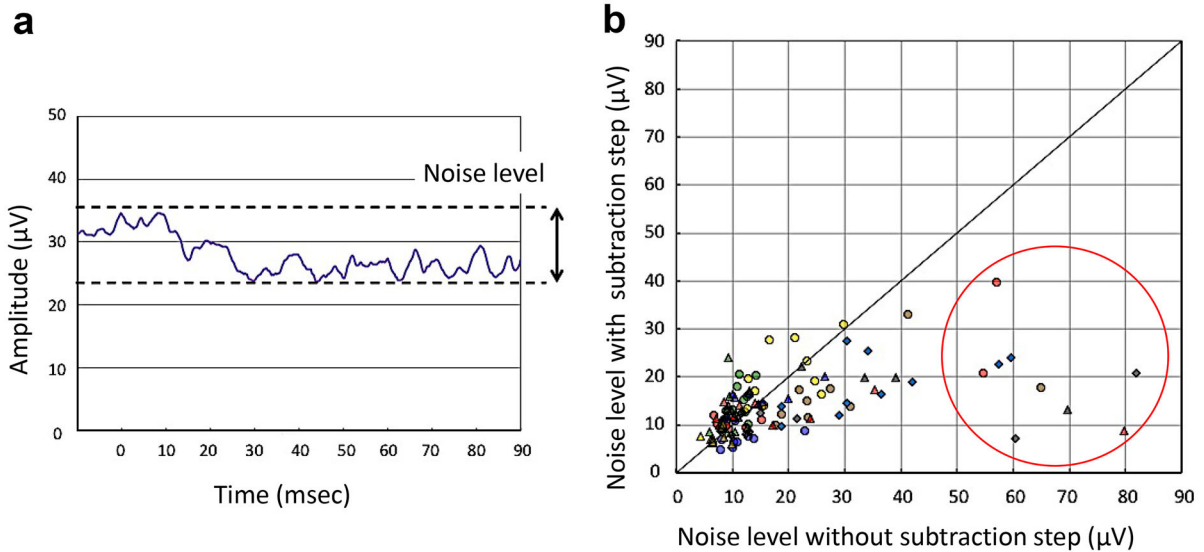 a
Amplitude (µV)
50
40
30
20
10
0
Noise level
0 10 20 30 40 50 60 70 80 90
Time (msec)
b
Noise level with subtraction step (µV)
90
80
70
60
50
40
30
20
10
0
0 10 20 30 40 50 60 70 80 90
Noise level without subtraction step (µV)